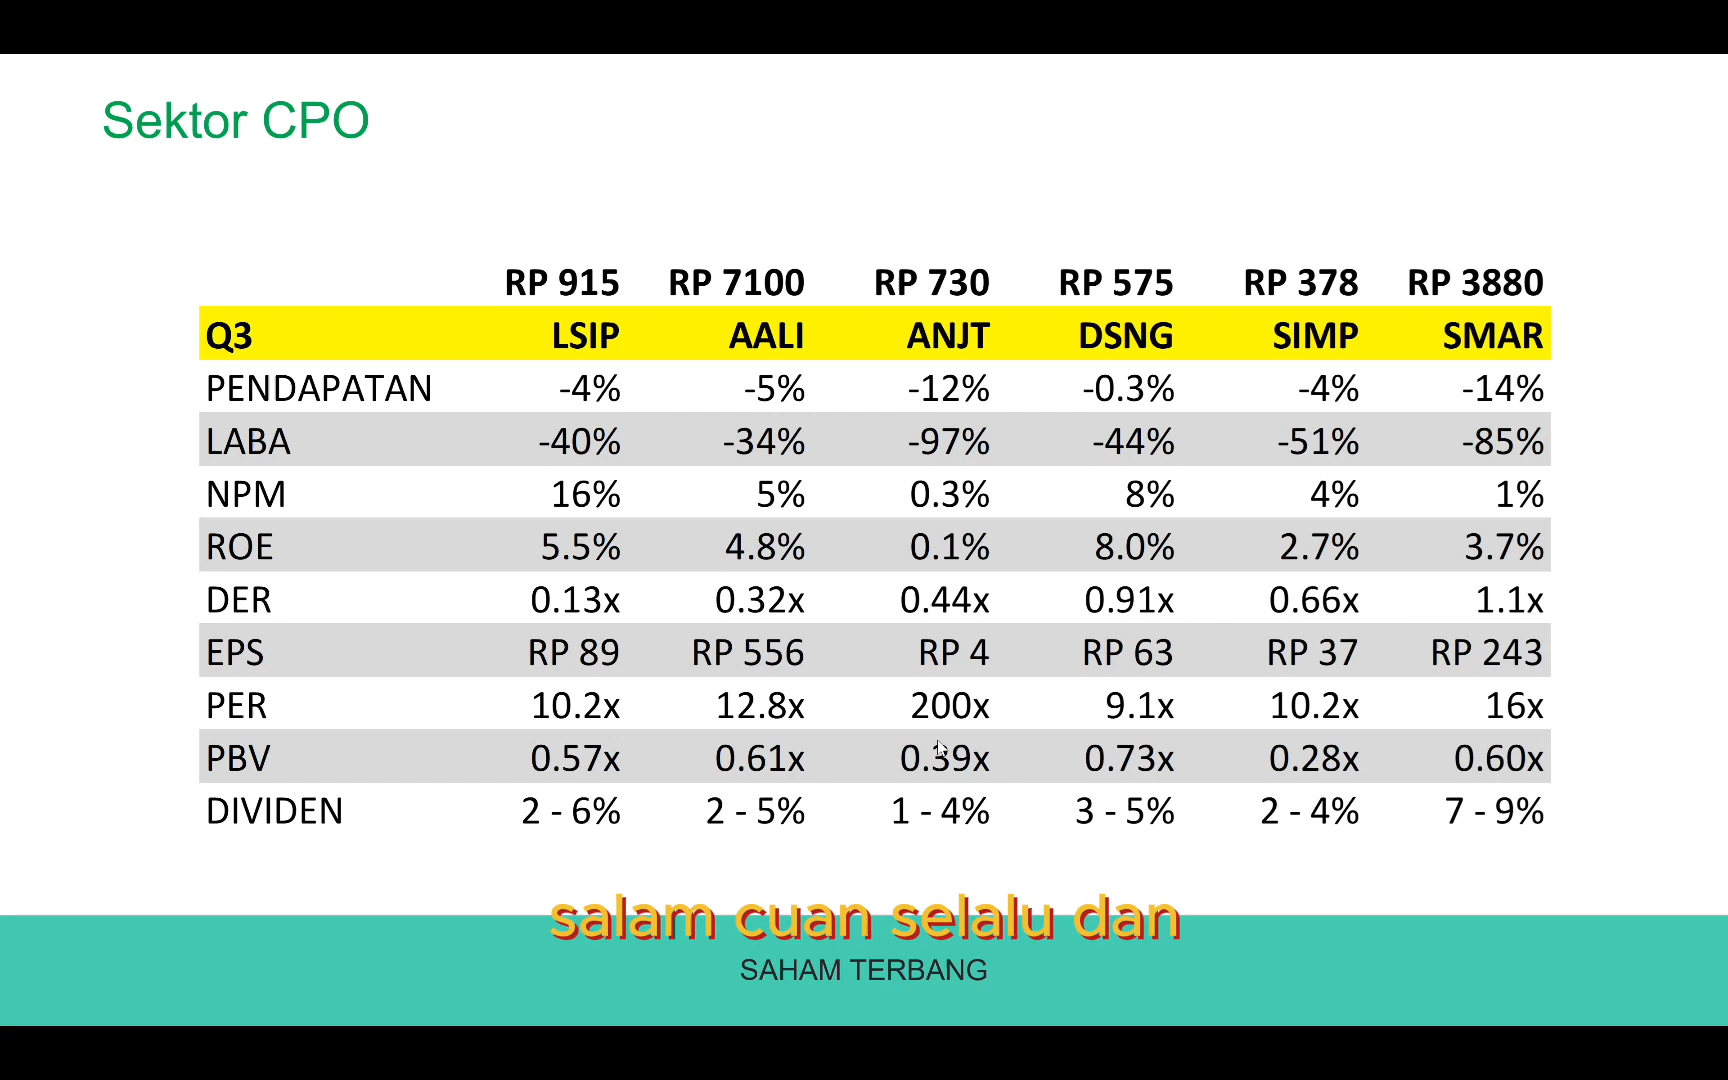 Sektor CPO
RP 915 RP 7100 RP 730 RP 575 RP 378 RP 3880
Q3 LSIP AALI ANJT DSNG SIMP SMAR
PENDAPATAN -4% -5% -12% -0.3% -4% -14%
LABA -40% -34% -97% -44% -51% -85%
NPM 16% 5% 0.3% 8% 4% 1%
ROE 5.5% 4.8% 0.1% 8.0% 2.7% 3.7%
DER 0.13x 0.32x 0.44x 0.91x 0.66x 1.1x
EPS RP 89 RP 556 RP 4 RP 63 RP 37 RP 243
PER 10.2x 12.8x 200x 9.1x 10.2x 16x
PBV 0.57x 0.61x 0.39x 0.73x 0.28x 0.60x
DIVIDEN 2 - 6% 2 - 5% 1 - 4% 3 - 5% 2 - 4% 7 - 9%
salam cuan selalu dan
SAHAM TERBANG